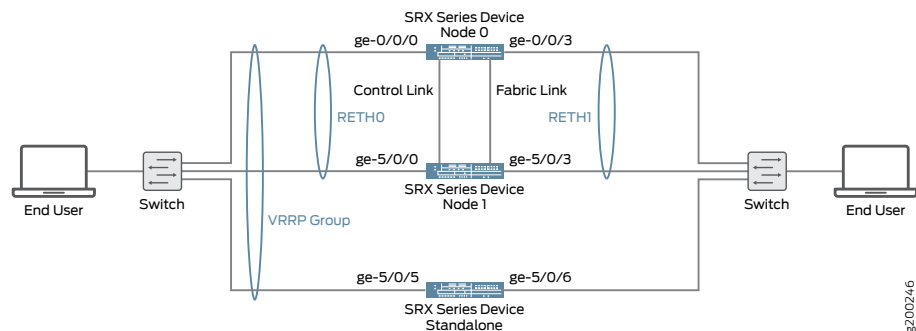 SRX Series Device
Node 0
ge-0/0/0
ge-0/0/3
Control Link
Fabric Link
RETH0
RETH1
ge-5/0/0
ge-5/0/3
SRX Series Device
Node 1
End User
Switch
Switch
End User
VRRP Group
ge-5/0/5
ge-5/0/6
SRX Series Device
Standalone
g200246